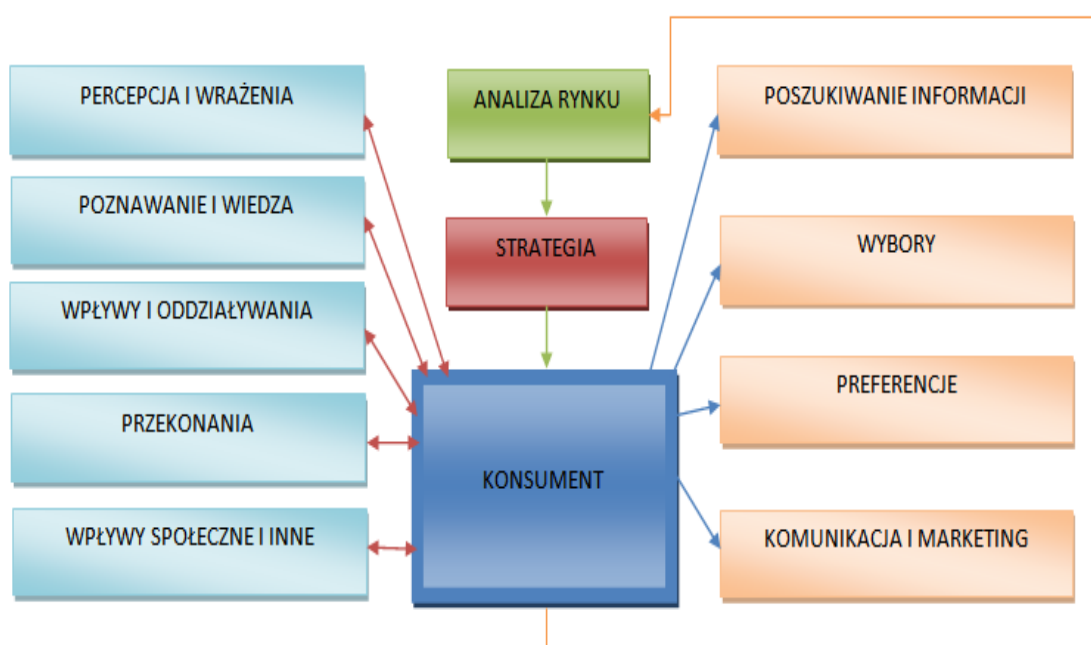 PERCEPCJA I WRAŻENIA
POZNAWANIE I WIEDZA
WPŁYWY I ODDZIAŁYWANIA
PRZEKONANIA
WPŁYWY SPOŁECZNE I INNE
ANALIZA RYNKU
STRATEGIA
KONSUMENT
POSZUKIWANIE INFORMACJI
WYBORY
PREFERENCJE
KOMUNIKACJA I MARKETING